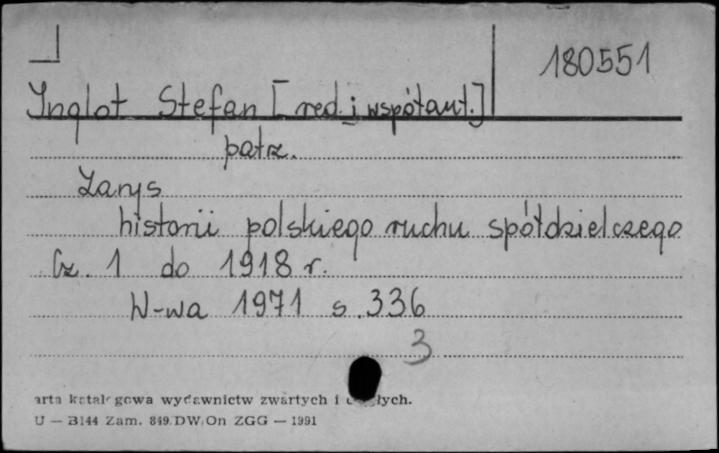 180551
Inglot Stefan [red. i współaut.]
patrz.
Zarys
historii polskiego ruchu spółdzielczego
Cz. 1 do 1918 r.
W-wa 1971 s. 336
3
arta katalogowa wydawnictw zwartych i
U — B144 Zam. 849 DW/On ZGG — 1991